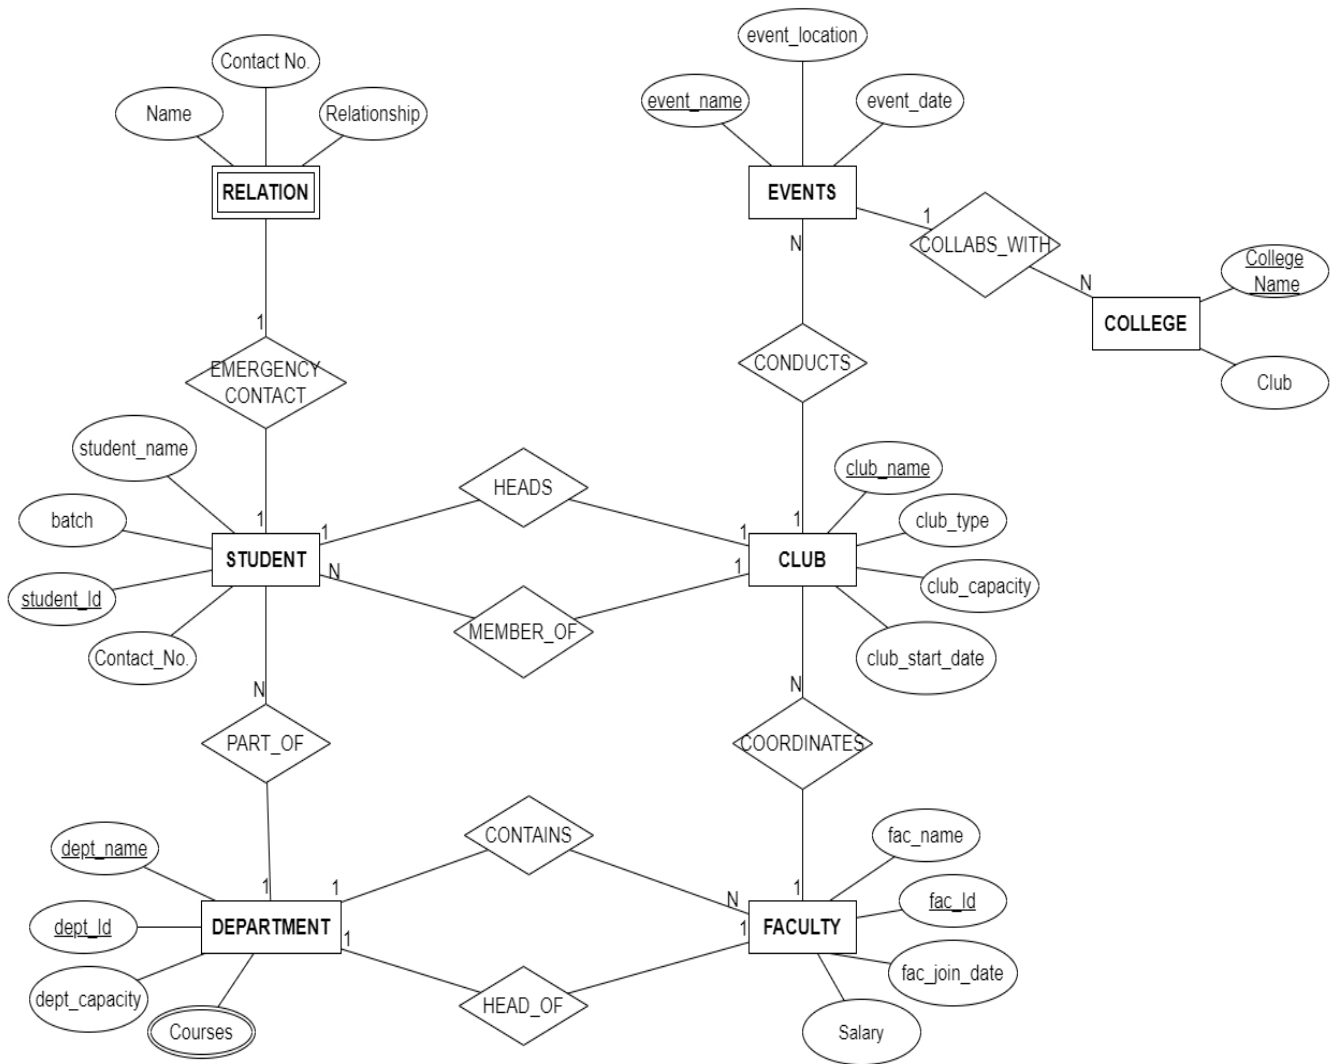 event_location
Contact No.
event_name
event_date
Name
Relationship
RELATION
EVENTS
1
COLLABS_WITH
N
College
Name
N
COLLEGE
1
EMERGENCY
CONTACT
CONDUCTS
Club
student_name
HEADS
club_name
batch
1
1
1
1
club_type
STUDENT
CLUB
N
1
club_capacity
student_Id
MEMBER_OF
Contact_No.
club_start_date
N
N
PART_OF
COORDINATES
CONTAINS
fac_name
dept_name
1
1
1
N
fac_Id
dept_Id
DEPARTMENT
FACULTY
1
1
fac_join_date
dept_capacity
HEAD_OF
Courses
Salary